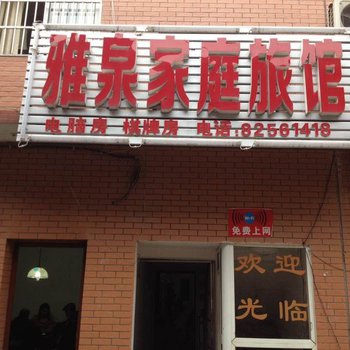 雅泉家庭旅馆
电脑房 棋牌房 电话:82561418
免费上网
欢迎
光临